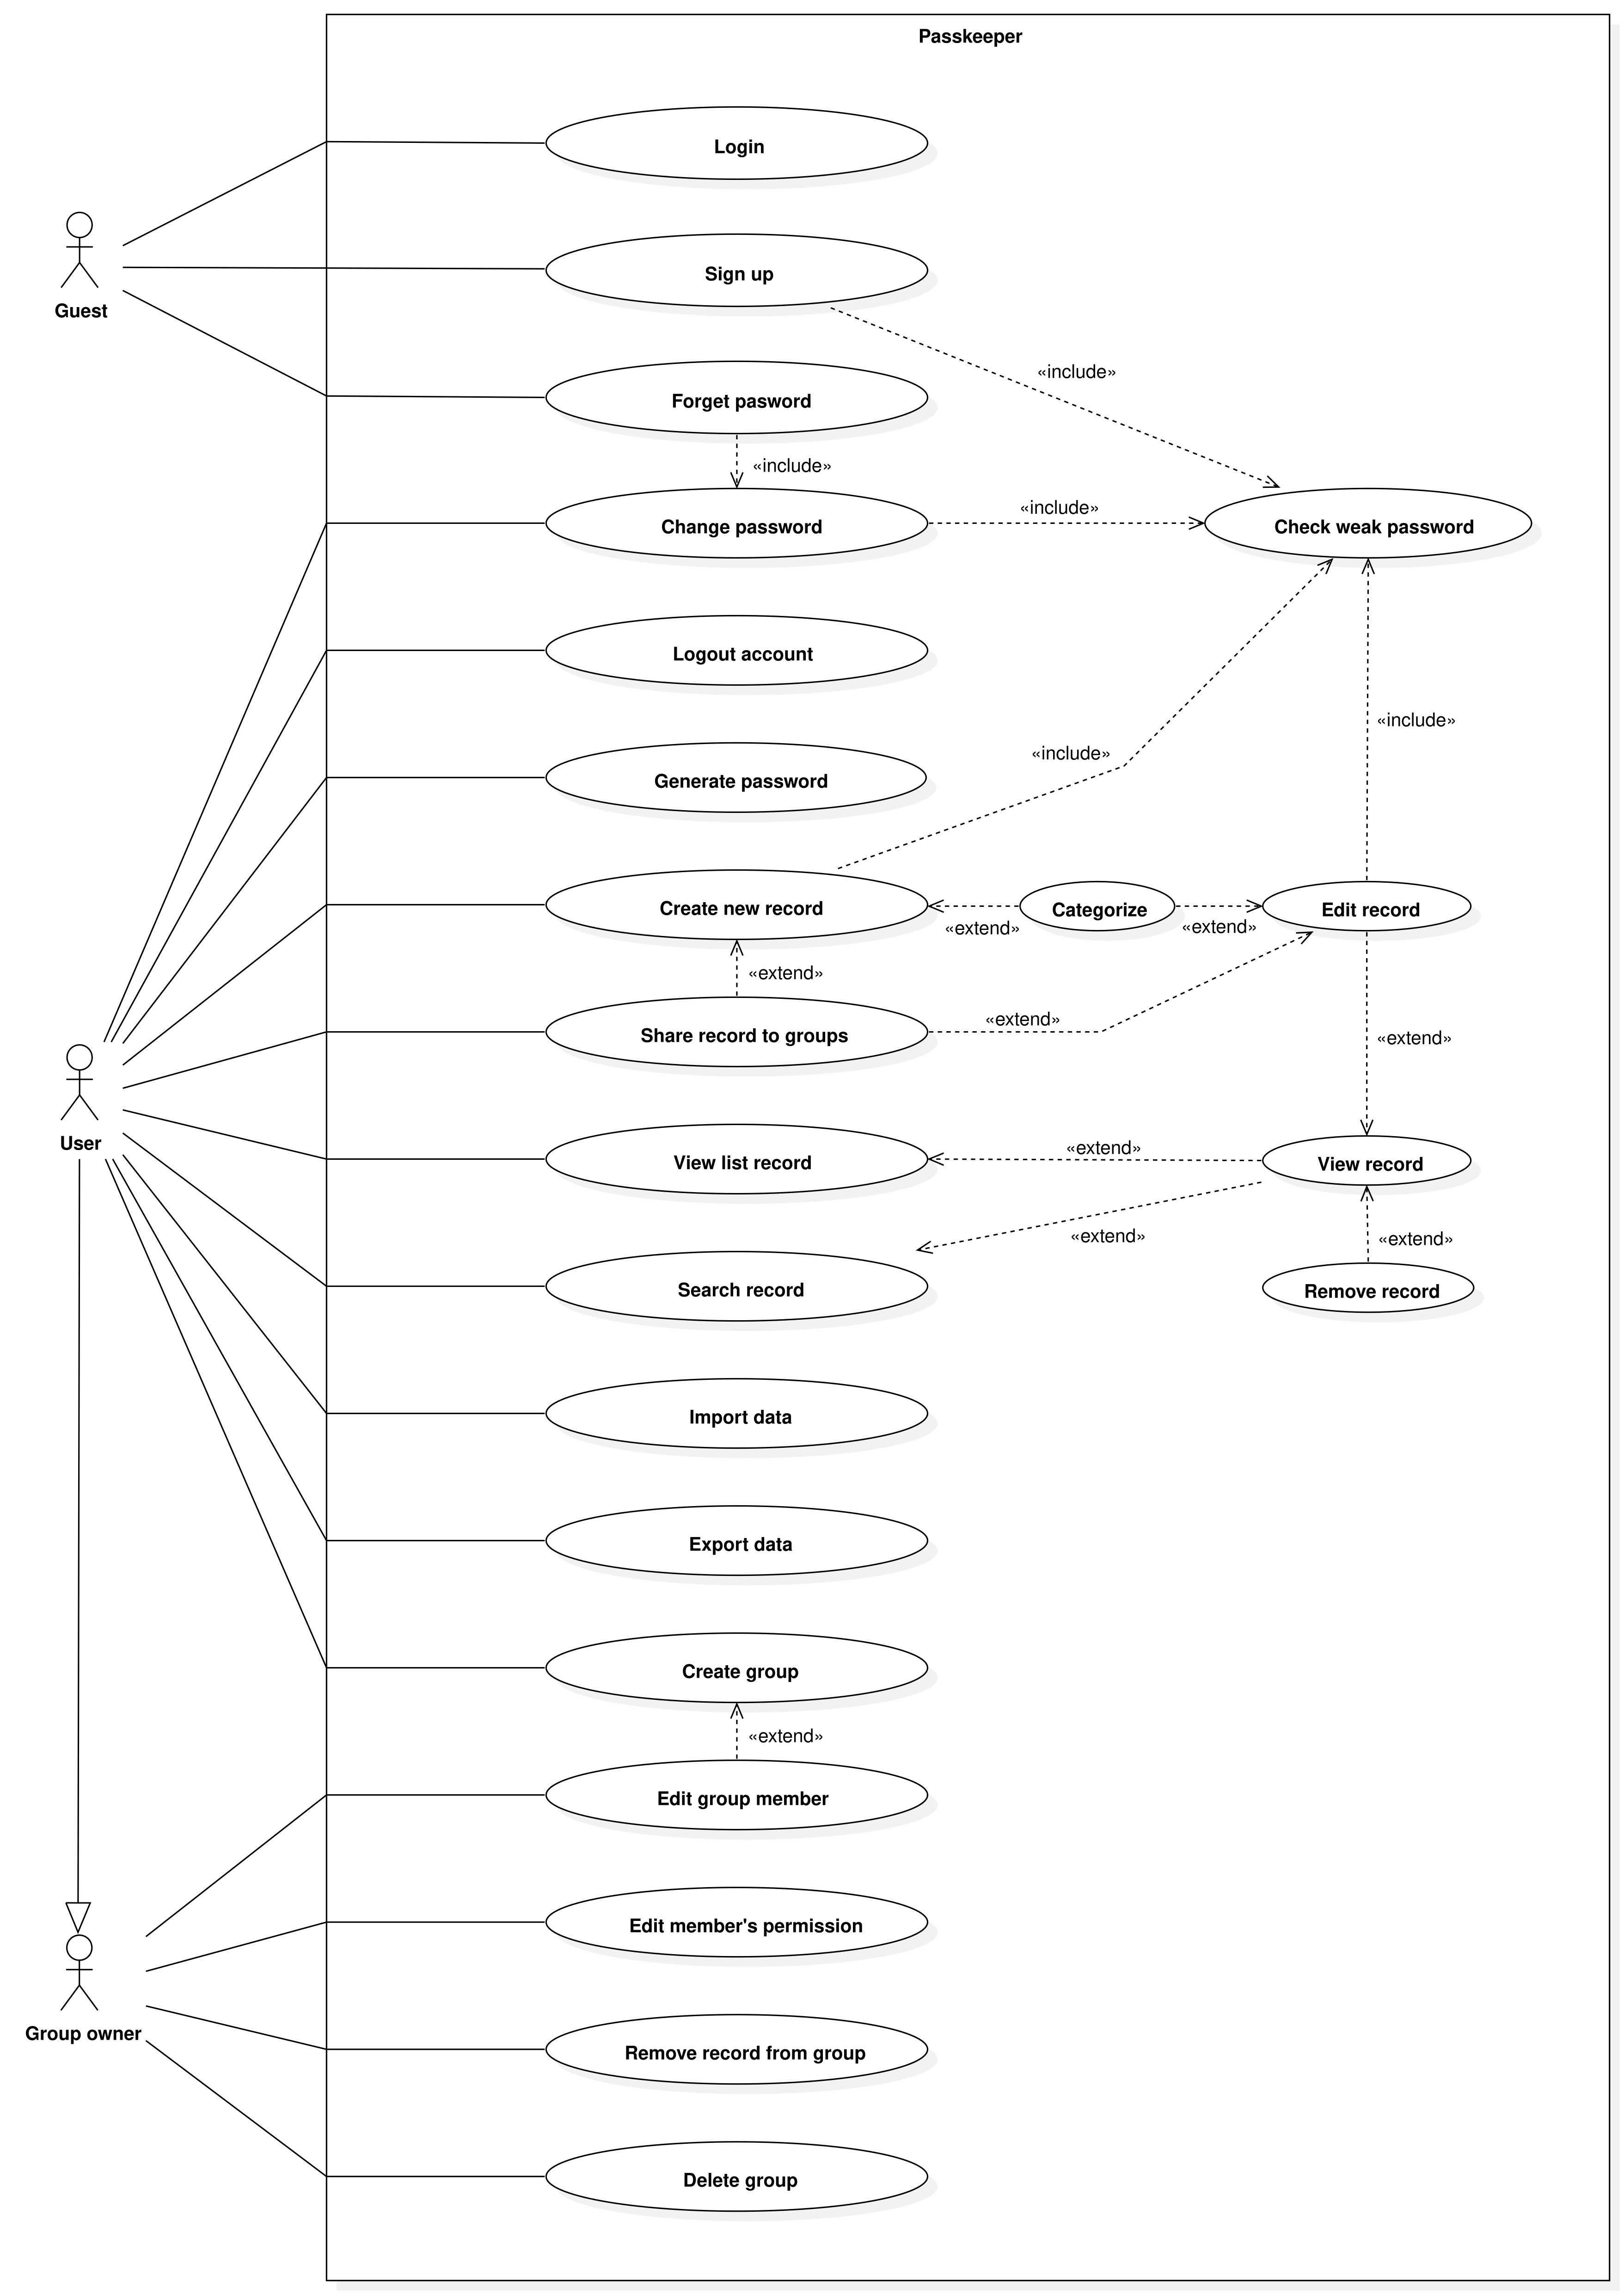 Passkeeper
Login
Sign up
Guest
«include»
Forget pasword
«include»
«include»
Change password
Check weak password
Logout account
«include»
«include»
Generate password
Create new record
Categorize
Edit record
«extend»
«extend»
«extend»
«extend»
Share record to groups
«extend»
User
«extend»
View list record
View record
«extend»
«extend»
Search record
Remove record
Import data
Export data
Create group
«extend»
Edit group member
Edit member's permission
Group owner
Remove record from group
Delete group